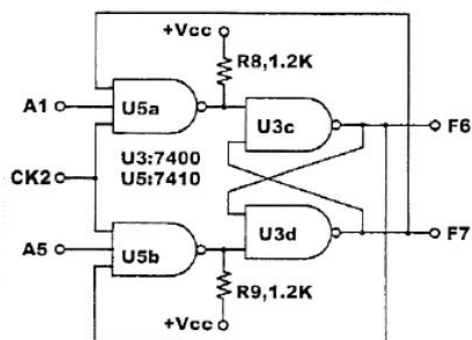 +Vcc
R8,1.2K
A1
U5a
U3c
F6
U3:7400
U5:7410
CK2
A5
U5b
U3d
F7
R9,1.2K
+Vcc